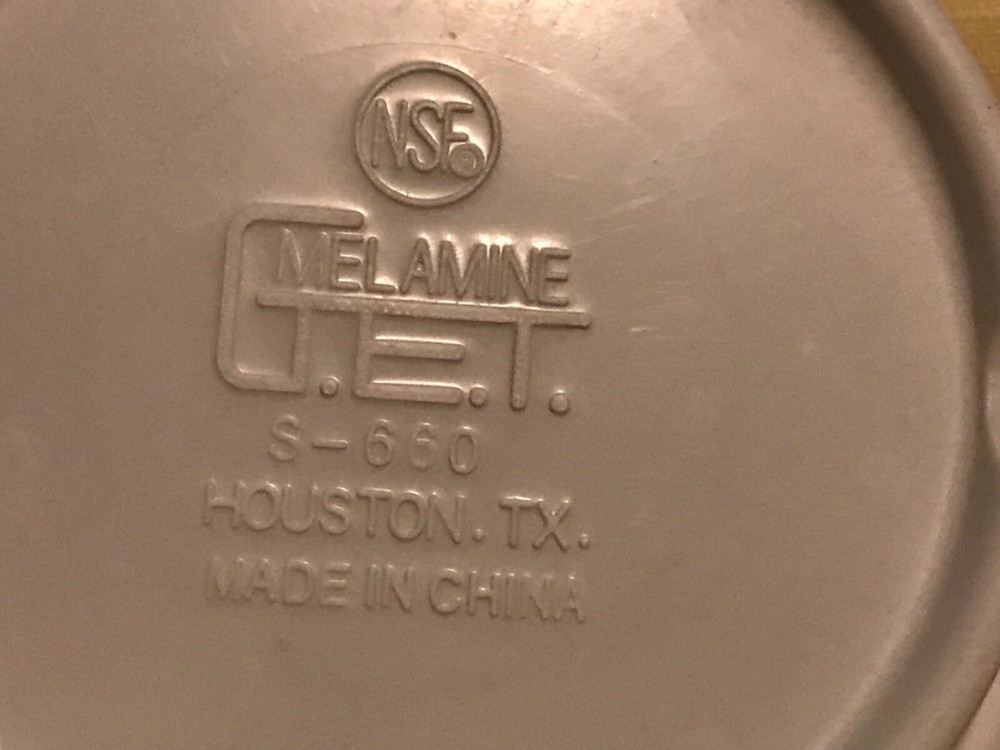 NSF®
MELAMINE
G.E.T.
S-660
HOUSTON. TX.
MADE IN CHINA